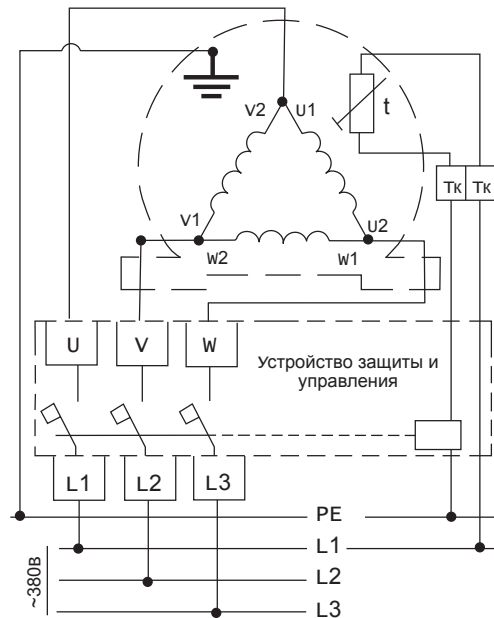 V2 U1
t
Тк Тк
V1
U2
W2
W1
U V W
Устройство защиты и
управления
L1 L2 L3
PE
L1
L2
L3
~380В